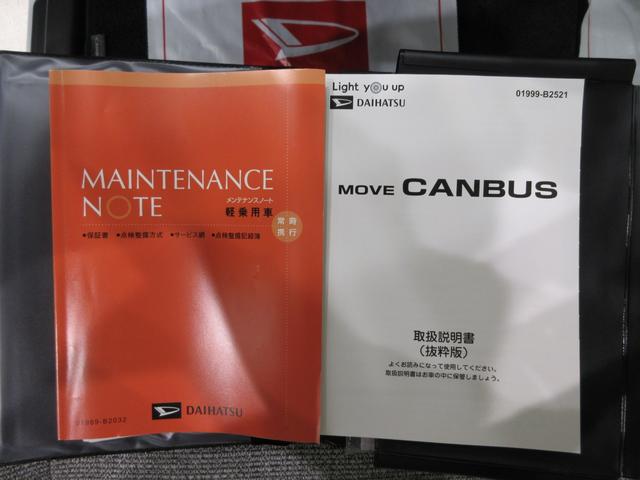 MAINTENANCE
NOTE
メンテナンスノート
軽乗用車
常時
携行
●保証書 ●点検整備方式 ●サービス網 ●点検整備記録簿
DAIHATSU
01999-B2032
Light you up
DAIHATSU
01999-B2521
MOVE CANBUS
取扱説明書
(抜粋版)
よくお読みになって使用してください。
取扱説明書はお車の中に保管しましょう。